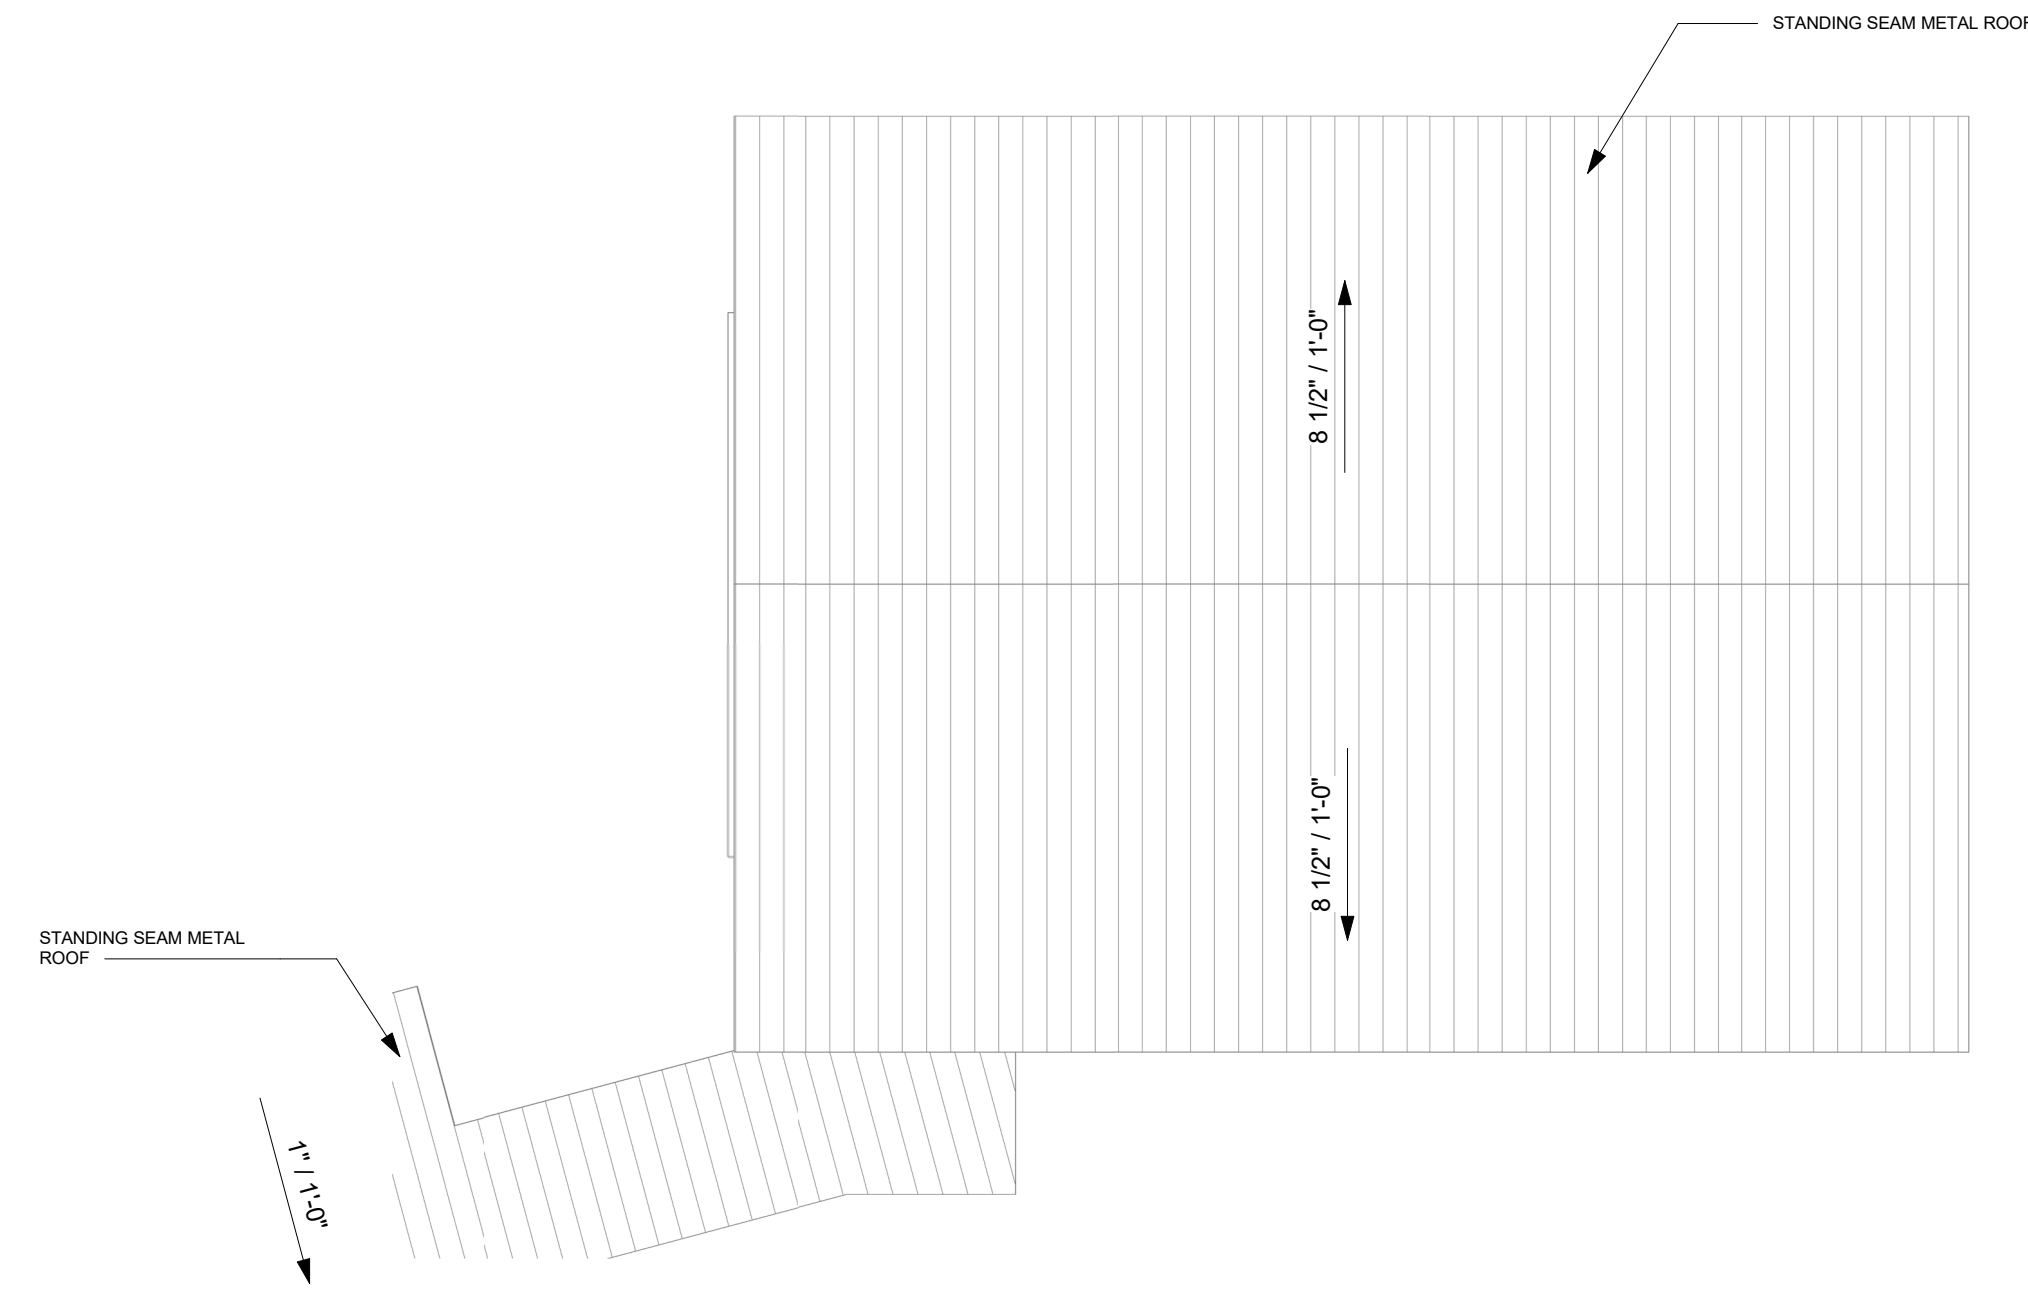 STANDING SEAM METAL ROOF
8 1/2" / 1'-0"
8 1/2" / 1'-0"
STANDING SEAM METAL
ROOF
1" / 1'-0"